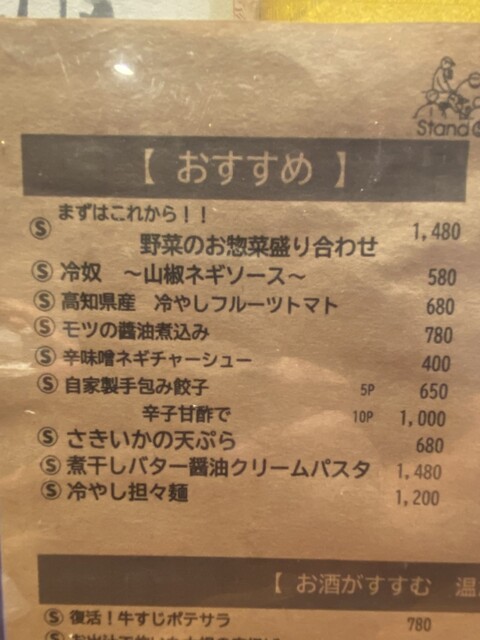 Stand
【 おすすめ 】
Ⓢ まずはこれから！！
野菜のお惣菜盛り合わせ 1,480
Ⓢ 冷奴 ～山椒ネギソース～ 580
Ⓢ 高知県産 冷やしフルーツトマト 680
Ⓢ モツの醤油煮込み 780
Ⓢ 辛味噌ネギチャーシュー 400
Ⓢ 自家製手包み餃子 5P 650
辛子甘酢で 10P 1,000
Ⓢ さきいかの天ぷら 680
Ⓢ 煮干しバター醤油クリームパスタ 1,480
Ⓢ 冷やし担々麺 1,200
【 お酒がすすむ 温
Ⓢ 復活！牛すじポテサラ 780